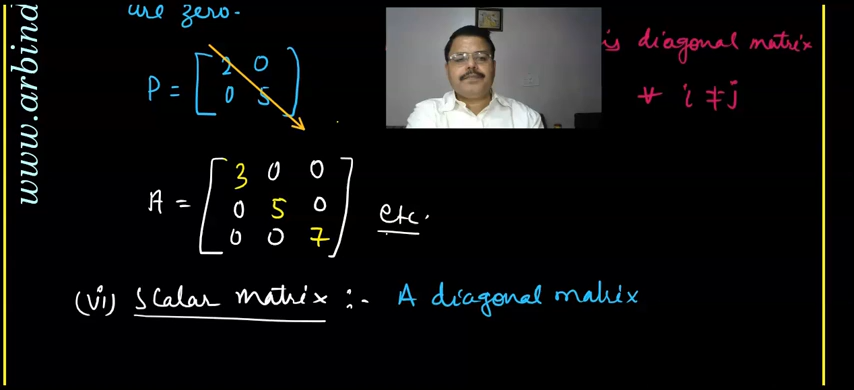 are zero.
is diagonal matrix
P = [ 2 0
0 5 ]
∀ i ≠ j
A = [ 3 0 0
0 5 0
0 0 7 ] etc.
(vi) Scalar matrix :- A diagonal matrix
www.arbind